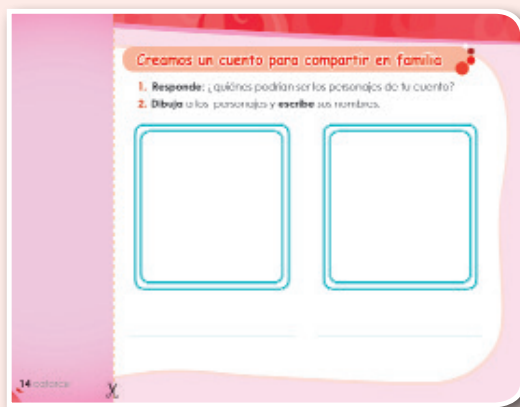 Creamos un cuento para compartir en familia
1. Responde: ¿quiénes podrían ser los personajes de tu cuento?
2. Dibuja a los personajes y escribe sus nombres.
14 catorce